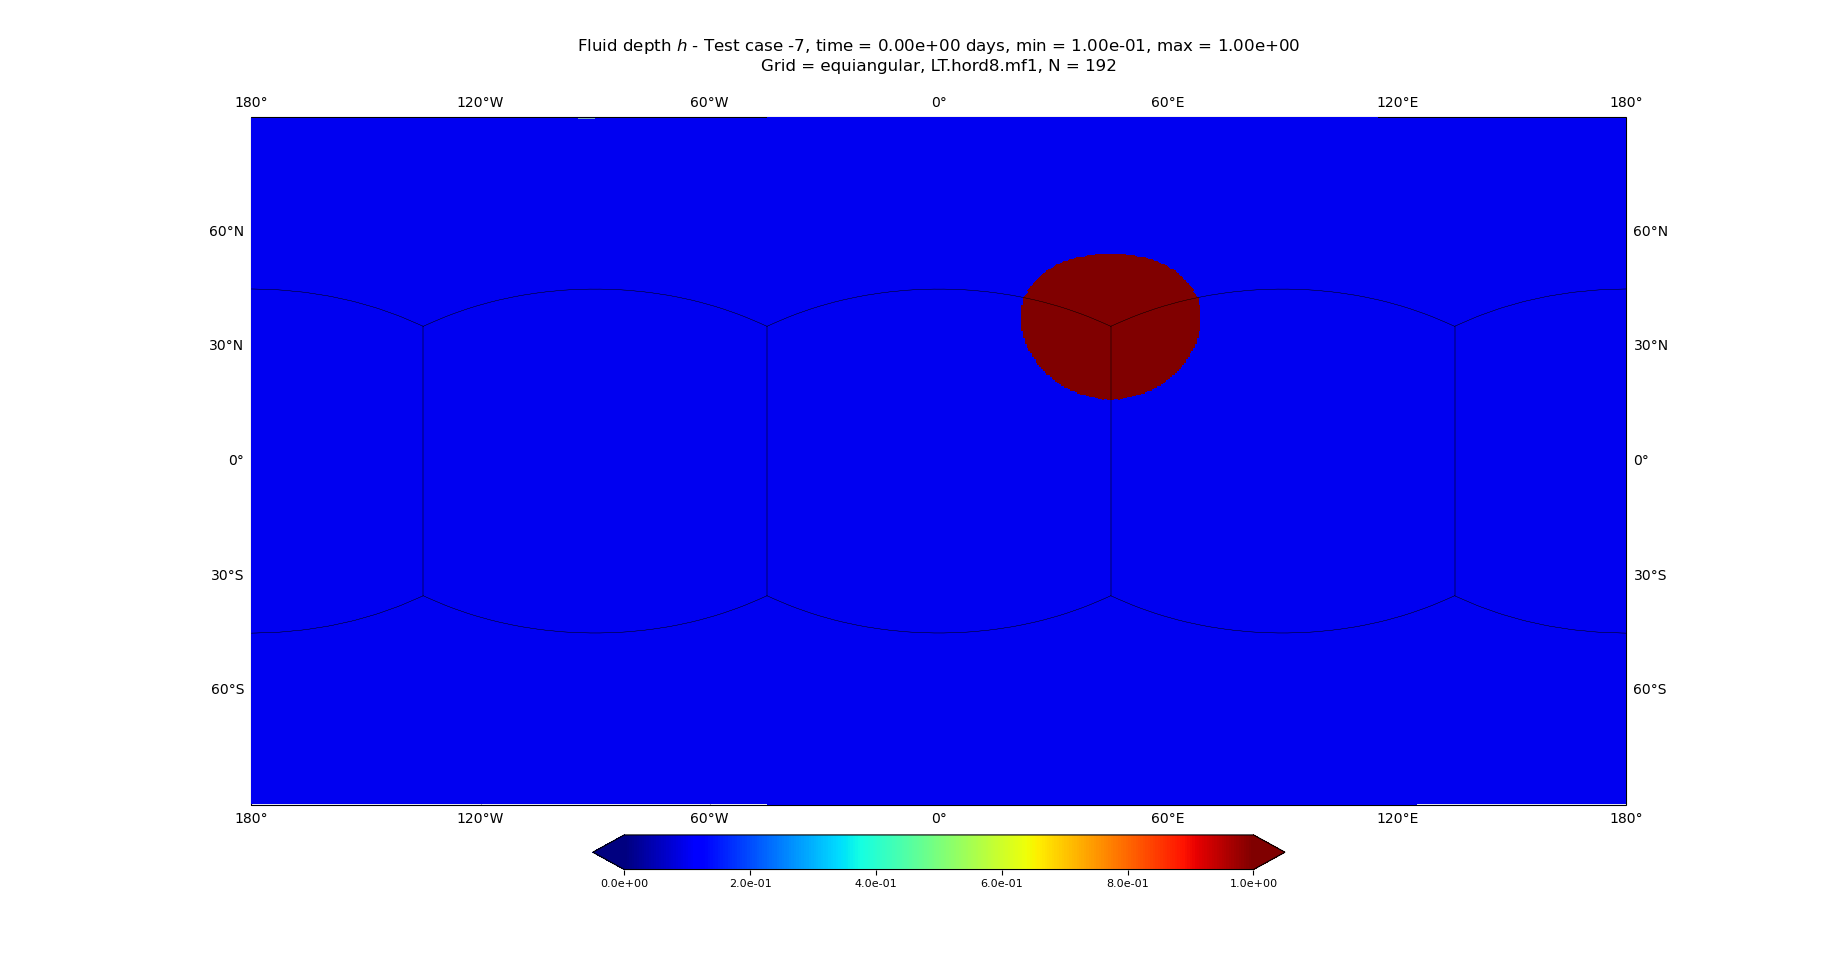 Fluid depth h - Test case -7, time = 0.00e+00 days, min = 1.00e-01, max = 1.00e+00
Grid = equiangular, LT.hord8.mf1, N = 192
180° 120°W 60°W 0° 60°E 120°E 180°
60°N 60°N
30°N 30°N
0° 0°
30°S 30°S
60°S 60°S
180° 120°W 60°W 0° 60°E 120°E 180°
0.0e+00 2.0e-01 4.0e-01 6.0e-01 8.0e-01 1.0e+00